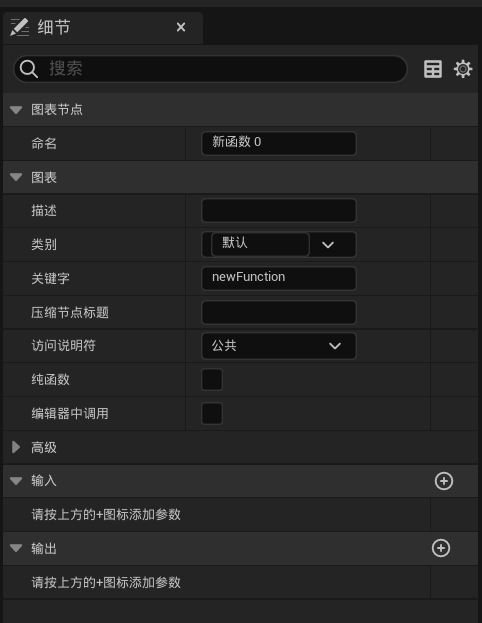 细节
搜索
图表节点
命名 新函数 0
图表
描述
类别 默认
关键字 newFunction
压缩节点标题
访问说明符 公共
纯函数
编辑器中调用
高级
输入
请按上方的+图标添加参数
输出
请按上方的+图标添加参数